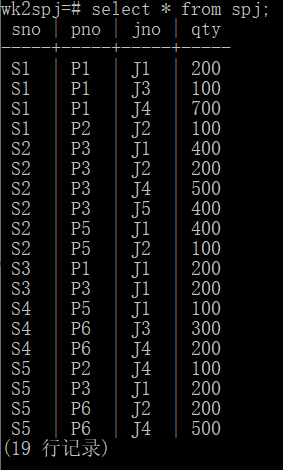 wk2spj=# select * from spj;
 sno | pno | jno | qty
-----+-----+-----+-----
 S1 | P1 | J1 | 200
 S1 | P1 | J3 | 100
 S1 | P1 | J4 | 700
 S1 | P2 | J2 | 100
 S2 | P3 | J1 | 400
 S2 | P3 | J2 | 200
 S2 | P3 | J4 | 500
 S2 | P3 | J5 | 400
 S2 | P5 | J1 | 400
 S2 | P5 | J2 | 100
 S3 | P1 | J1 | 200
 S3 | P3 | J1 | 200
 S4 | P5 | J1 | 100
 S4 | P6 | J3 | 300
 S4 | P6 | J4 | 200
 S5 | P2 | J4 | 100
 S5 | P3 | J1 | 200
 S5 | P6 | J2 | 200
 S5 | P6 | J4 | 500
(19 行记录)